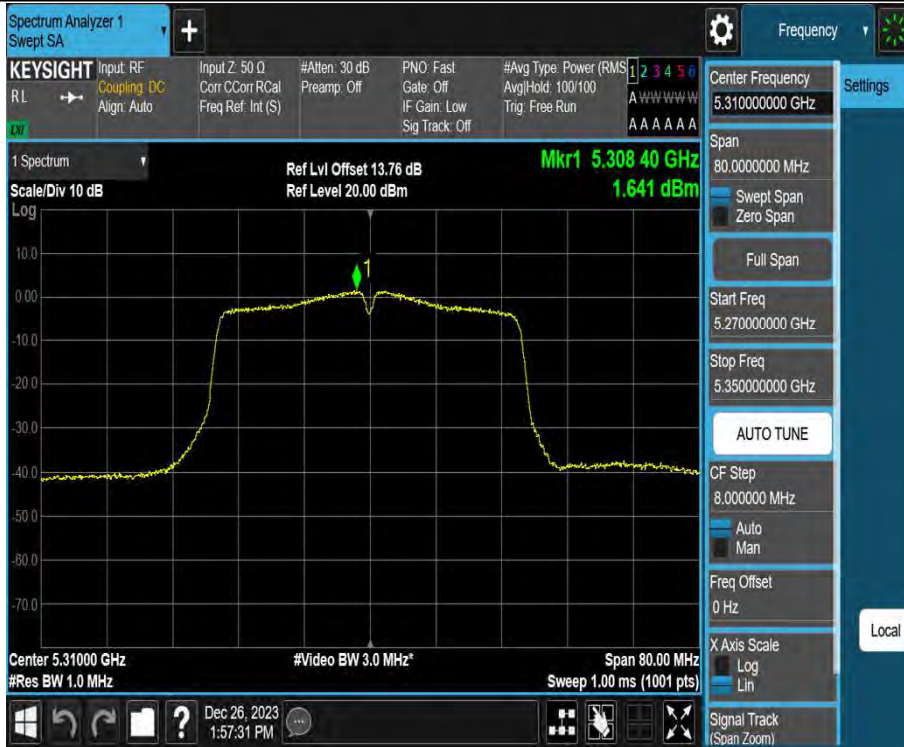 Spectrum Analyzer 1
Swept SA
+
Frequency
KEYSIGHT
R L
LXI
Input: RF
Coupling: DC
Align: Auto
Input Z: 50 Ω
Corr CCorr RCal
Freq Ref: Int (S)
#Atten: 30 dB
Preamp: Off
PNO: Fast
Gate: Off
IF Gain: Low
Sig Track: Off
#Avg Type: Power (RMS
Avg|Hold: 100/100
Trig: Free Run
1 2 3 4 5 6
A W W W W W
A A A A A A
1 Spectrum
Scale/Div 10 dB
Log
Ref Lvl Offset 13.76 dB
Ref Level 20.00 dBm
Mkr1 5.308 40 GHz
1.641 dBm
1
10.0
0.00
-10.0
-20.0
-30.0
-40.0
-50.0
-60.0
-70.0
Center 5.31000 GHz
#Res BW 1.0 MHz
#Video BW 3.0 MHz*
Span 80.00 MHz
Sweep 1.00 ms (1001 pts)
?
Dec 26, 2023
1:57:31 PM
Center Frequency
5.310000000 GHz
Span
80.0000000 MHz
Swept Span
Zero Span
Full Span
Start Freq
5.270000000 GHz
Stop Freq
5.350000000 GHz
AUTO TUNE
CF Step
8.000000 MHz
Auto
Man
Freq Offset
0 Hz
X Axis Scale
Log
Lin
Signal Track
(Span Zoom)
Settings
Local